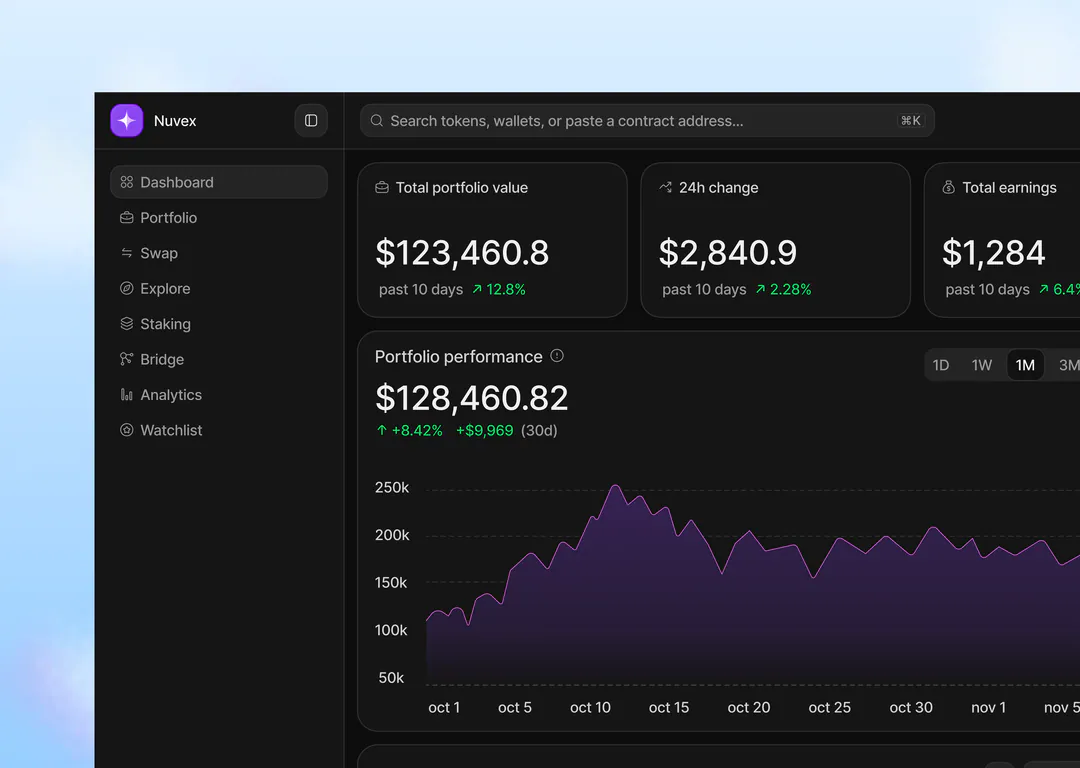 Nuvex
Search tokens, wallets, or paste a contract address... ⌘K
Dashboard
Portfolio
Swap
Explore
Staking
Bridge
Analytics
Watchlist
Total portfolio value
$123,460.8
past 10 days ↗ 12.8%
24h change
$2,840.9
past 10 days ↗ 2.28%
Total earnings
$1,284
past 10 days ↗ 6.4%
Portfolio performance
$128,460.82
↑ +8.42% +$9,969 (30d)
1D 1W 1M 3M
250k
200k
150k
100k
50k
oct 1 oct 5 oct 10 oct 15 oct 20 oct 25 oct 30 nov 1 nov 5